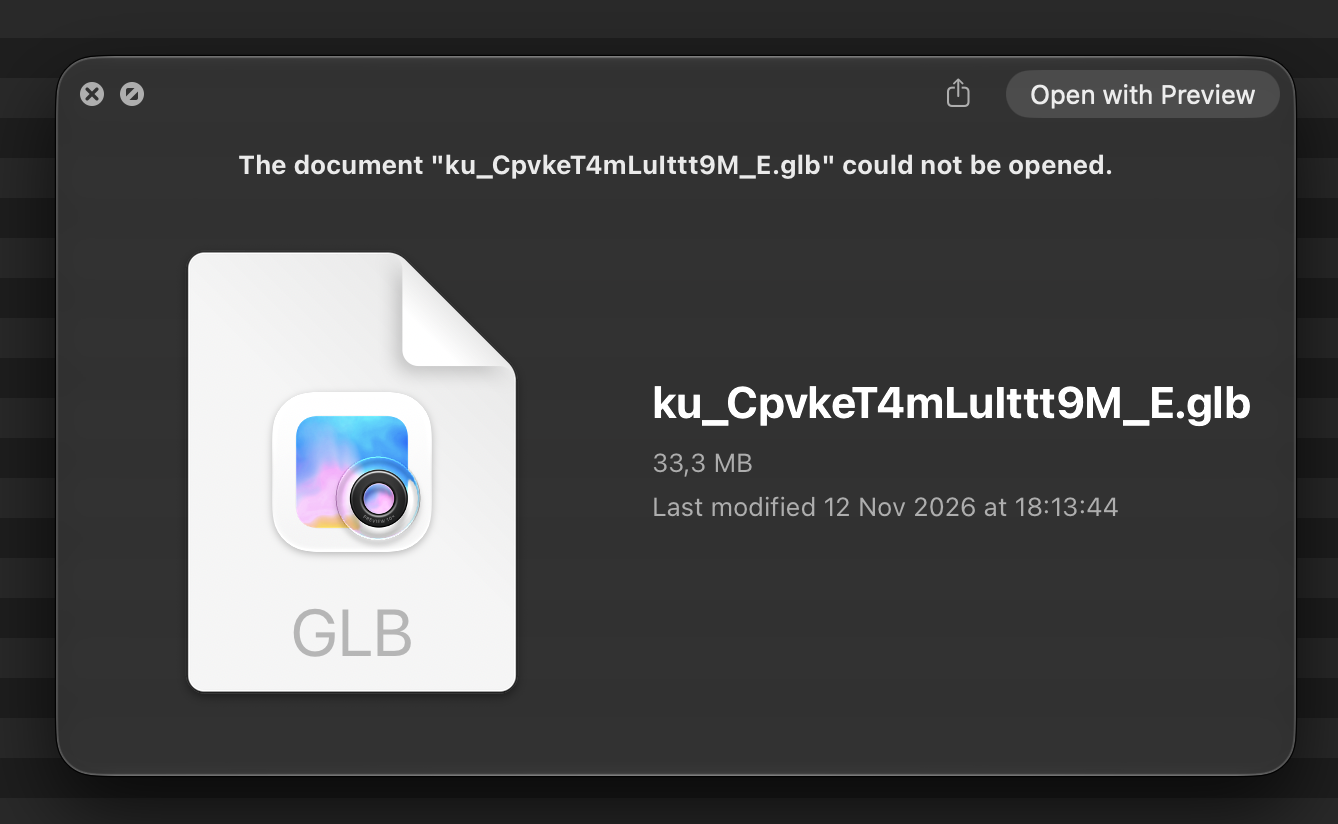 Open with Preview
The document "ku_CpvkeT4mLuIttt9M_E.glb" could not be opened.
ku_CpvkeT4mLuIttt9M_E.glb
33,3 MB
Last modified 12 Nov 2026 at 18:13:44
GLB